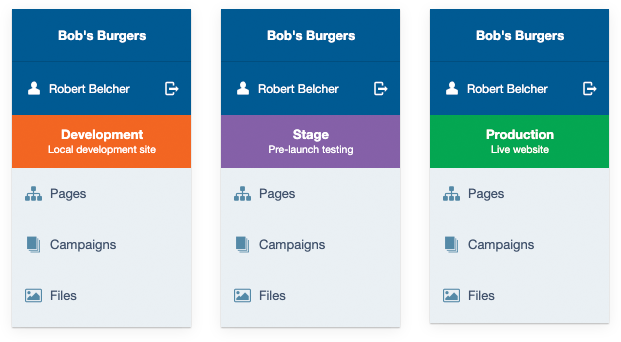 Bob's Burgers
Robert Belcher
Development
Local development site
Pages
Campaigns
Files
Bob's Burgers
Robert Belcher
Stage
Pre-launch testing
Pages
Campaigns
Files
Bob's Burgers
Robert Belcher
Production
Live website
Pages
Campaigns
Files